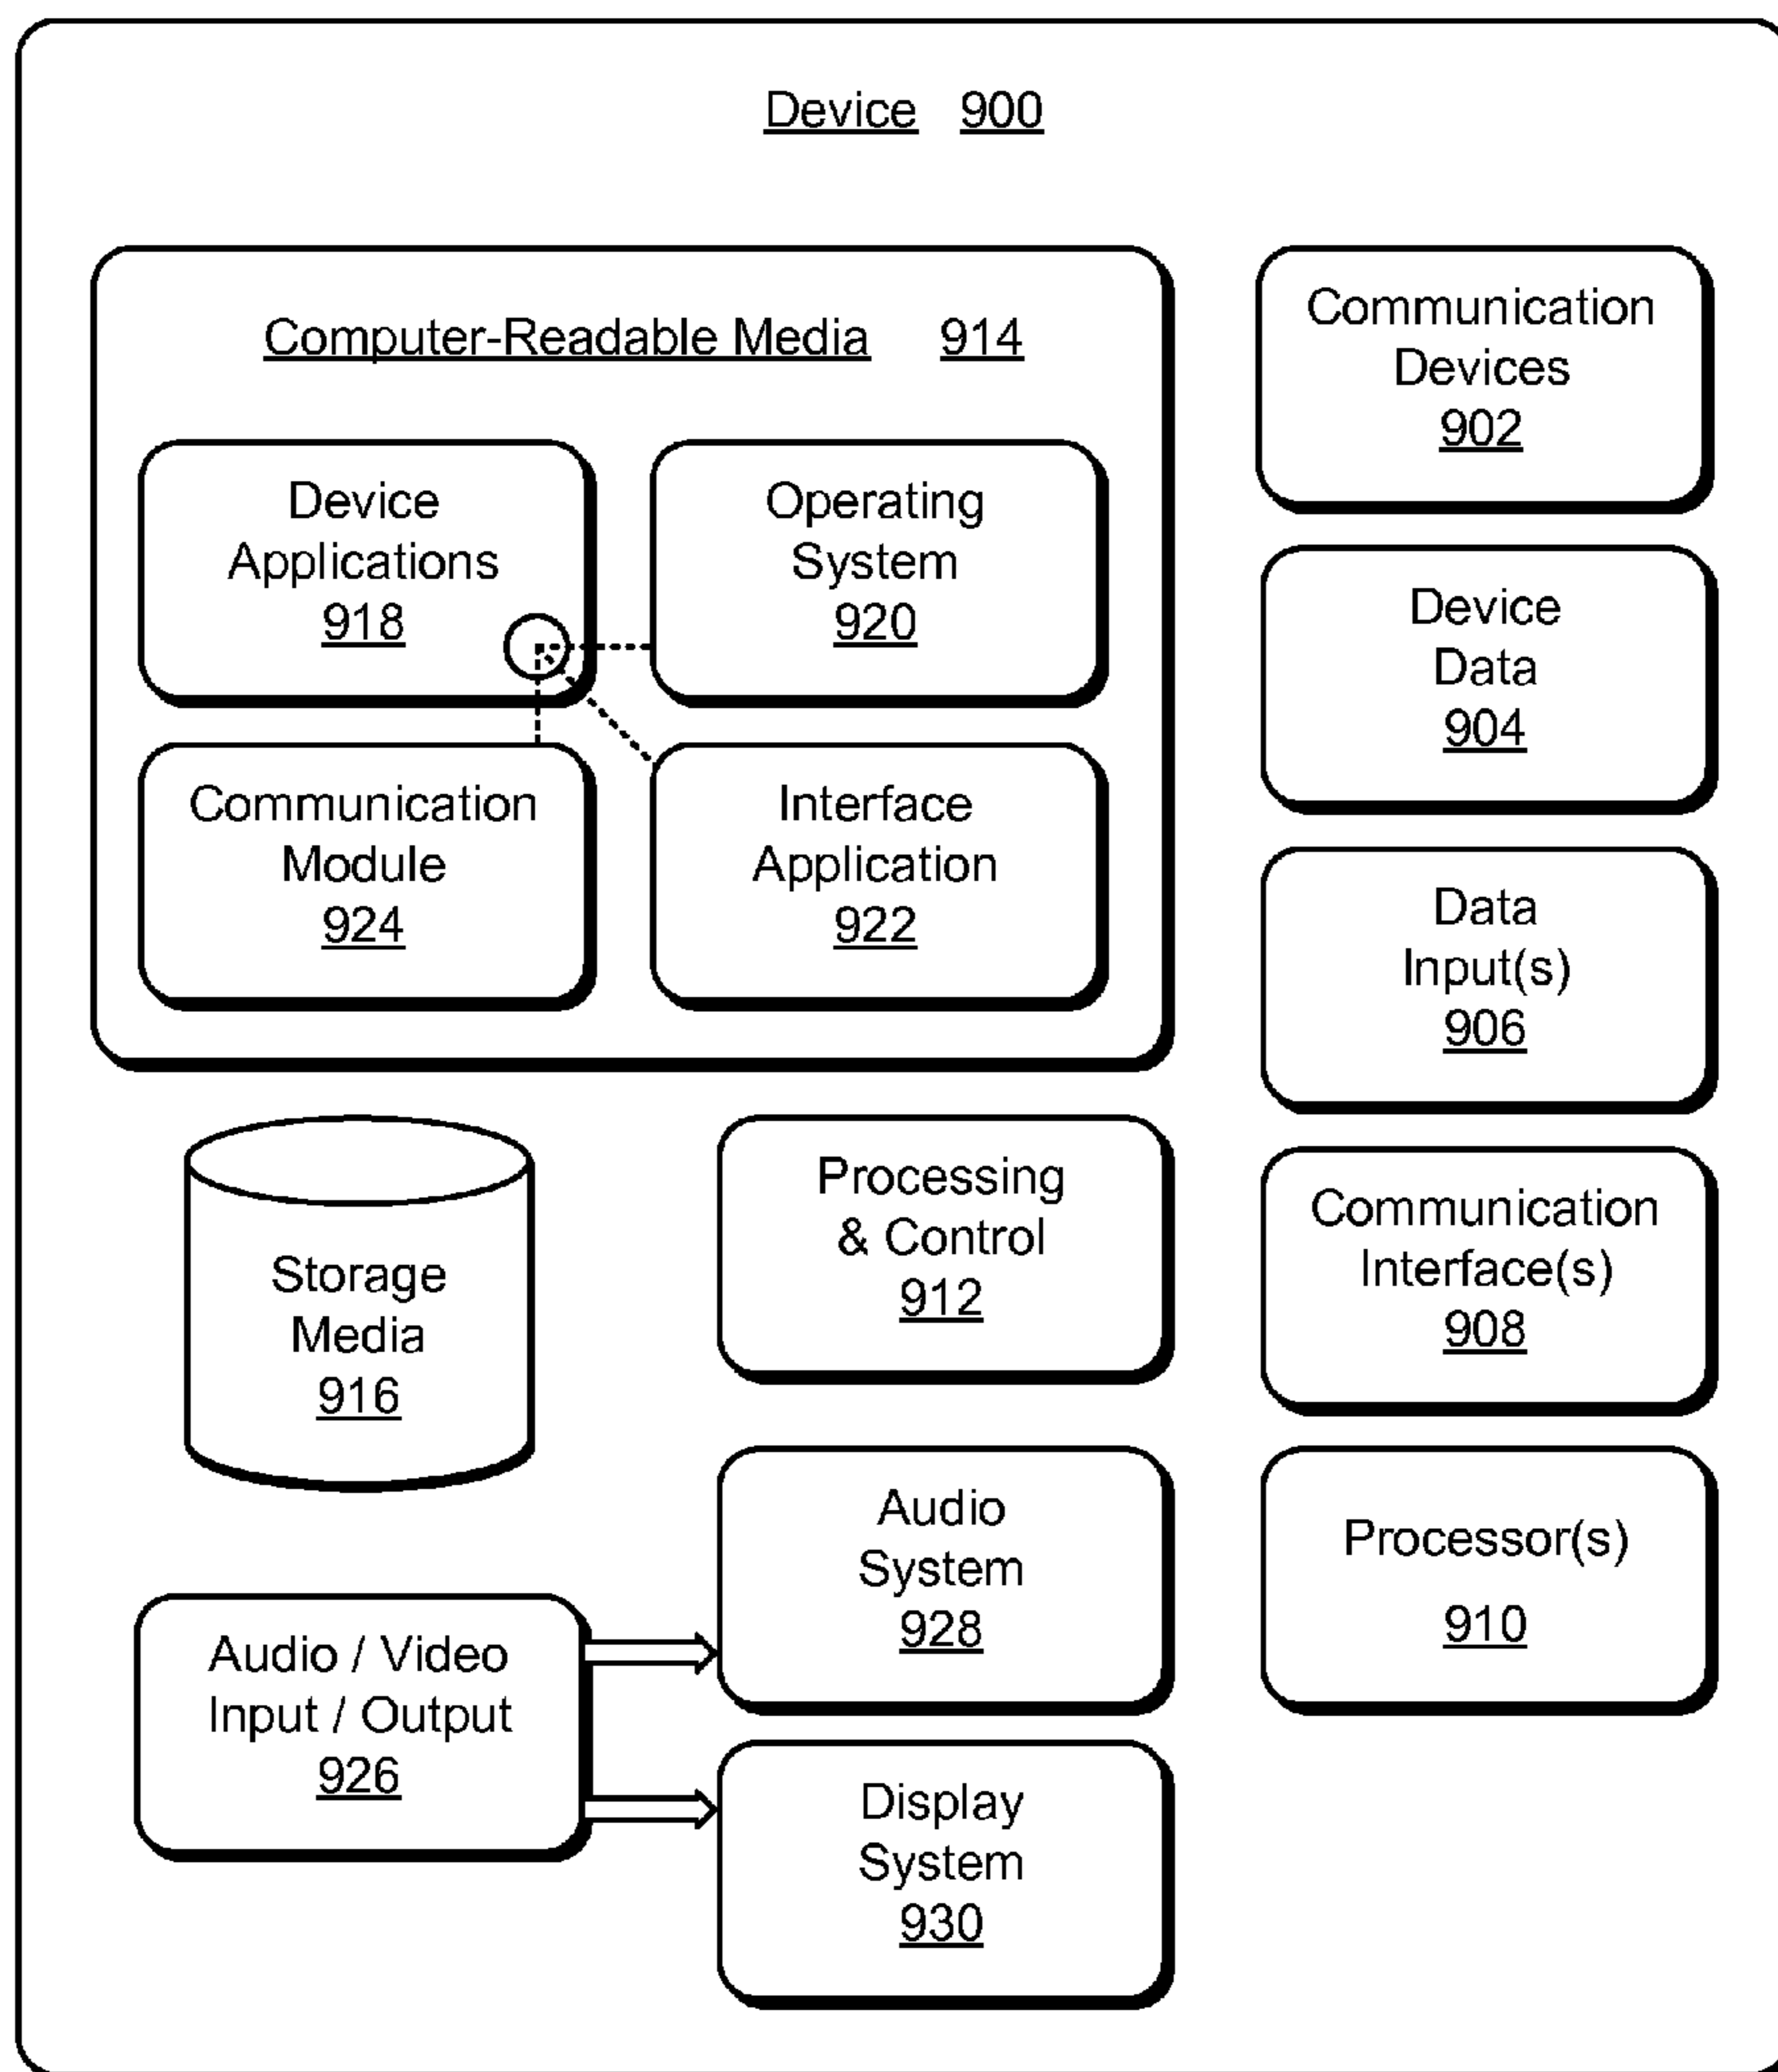 Device 900
Computer-Readable Media 914
Device
Applications
918
Operating
System
920
Communication
Module
924
Interface
Application
922
Communication
Devices
902
Device
Data
904
Data
Input(s)
906
Communication
Interface(s)
908
Processor(s)
910
Storage
Media
916
Processing
& Control
912
Audio / Video
Input / Output
926
Audio
System
928
Display
System
930